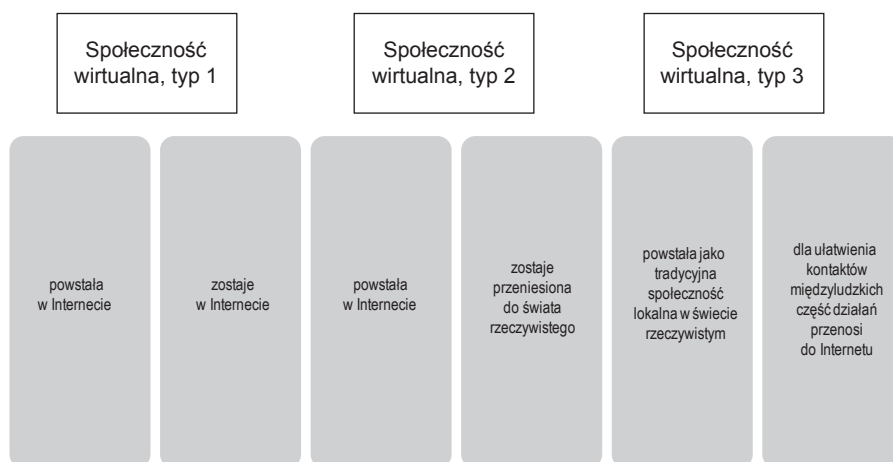 Społeczność
wirtualna, typ 1
Społeczność
wirtualna, typ 2
Społeczność
wirtualna, typ 3
powstała
w Internecie
zostaje
w Internecie
powstała
w Internecie
zostaje
przeniesiona
do świata
rzeczywistego
powstała jako
tradycyjna
społeczność
lokalna w świecie
rzeczywistym
dla ułatwienia
kontaktów
międzyludzkich
część działań
przenosi
do Internetu